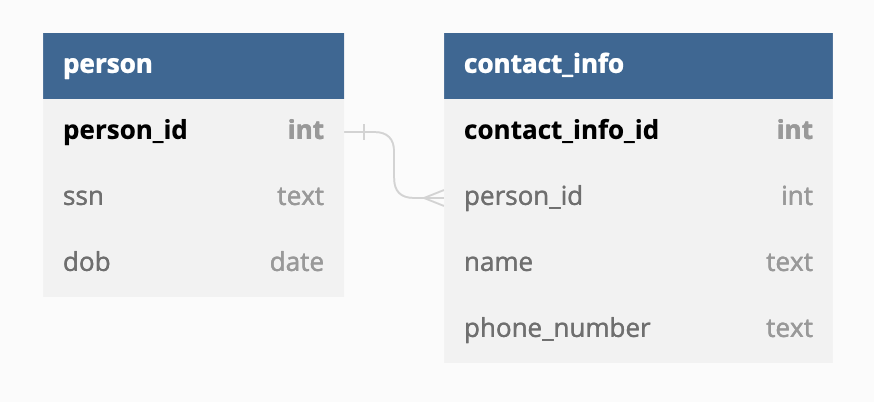 person
person_id int
ssn text
dob date
contact_info
contact_info_id int
person_id int
name text
phone_number text